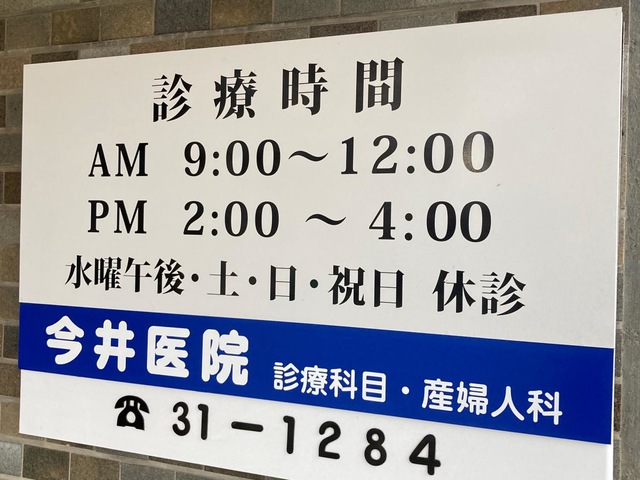 診療時間
AM 9:00～12:00
PM 2:00～4:00
水曜午後・土・日・祝日 休診
今井医院 診療科目・産婦人科
☎ 31-1284